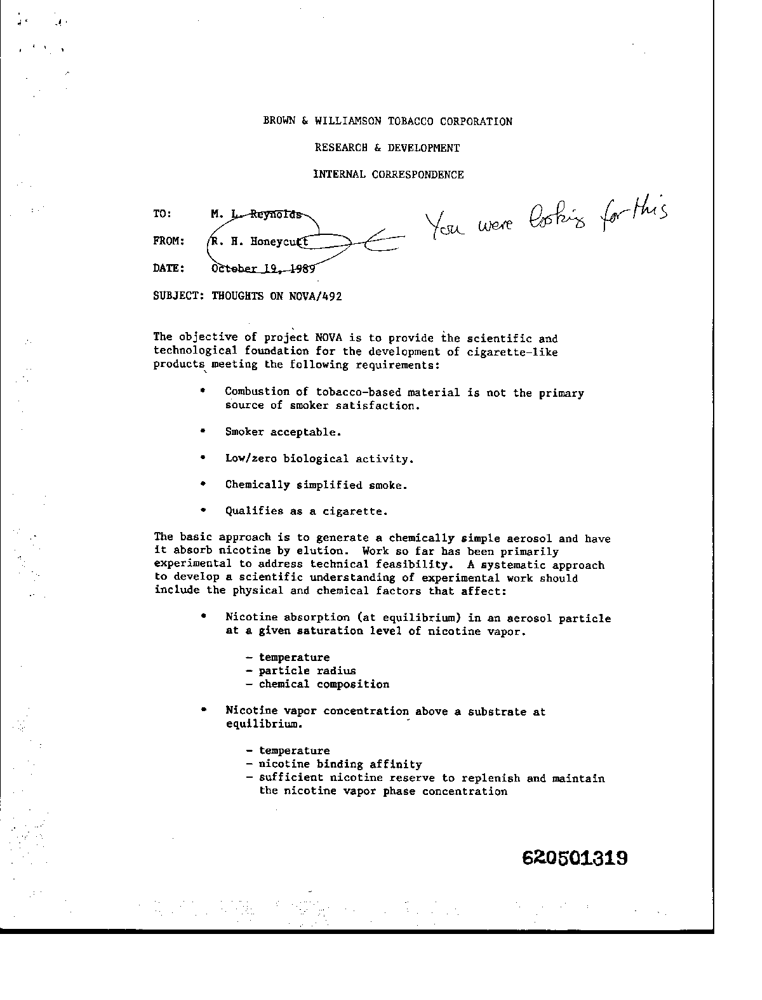 BROWN & WILLIAMSON TOBACCO CORPORATION
RESEARCH & DEVELOPMENT
INTERNAL CORRESPONDENCE
You were looking for this
TO: M. L. Reynolds
FROM: R. H. Honeycutt
DATE: October 19, 1989
SUBJECT: THOUGHTS ON NOVA/492
The objective of project NOVA is to provide the scientific and
technological foundation for the development of cigarette-like
products meeting the following requirements:
• Combustion of tobacco-based material is not the primary
source of smoker satisfaction.
• Smoker acceptable.
• Low/zero biological activity.
• Chemically simplified smoke.
• Qualifies as a cigarette.
The basic approach is to generate a chemically simple aerosol and have
it absorb nicotine by elution. Work so far has been primarily
experimental to address technical feasibility. A systematic approach
to develop a scientific understanding of experimental work should
include the physical and chemical factors that affect:
• Nicotine absorption (at equilibrium) in an aerosol particle
at a given saturation level of nicotine vapor.
- temperature
- particle radius
- chemical composition
• Nicotine vapor concentration above a substrate at
equilibrium.
- temperature
- nicotine binding affinity
- sufficient nicotine reserve to replenish and maintain
the nicotine vapor phase concentration
620501319